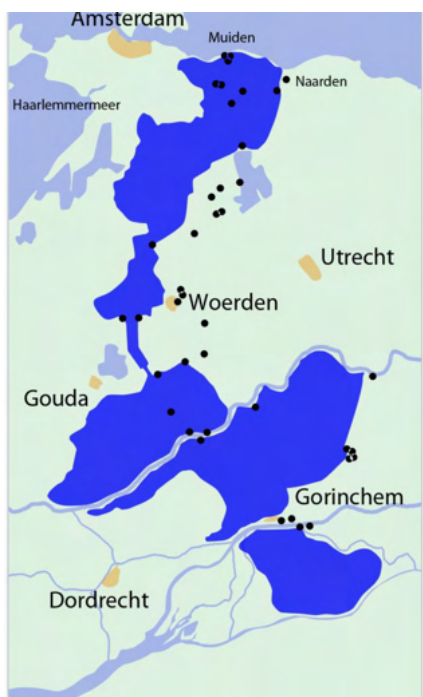 Amsterdam
Muiden
Naarden
Haarlemmermeer
Utrecht
Woerden
Gouda
Gorinchem
Dordrecht